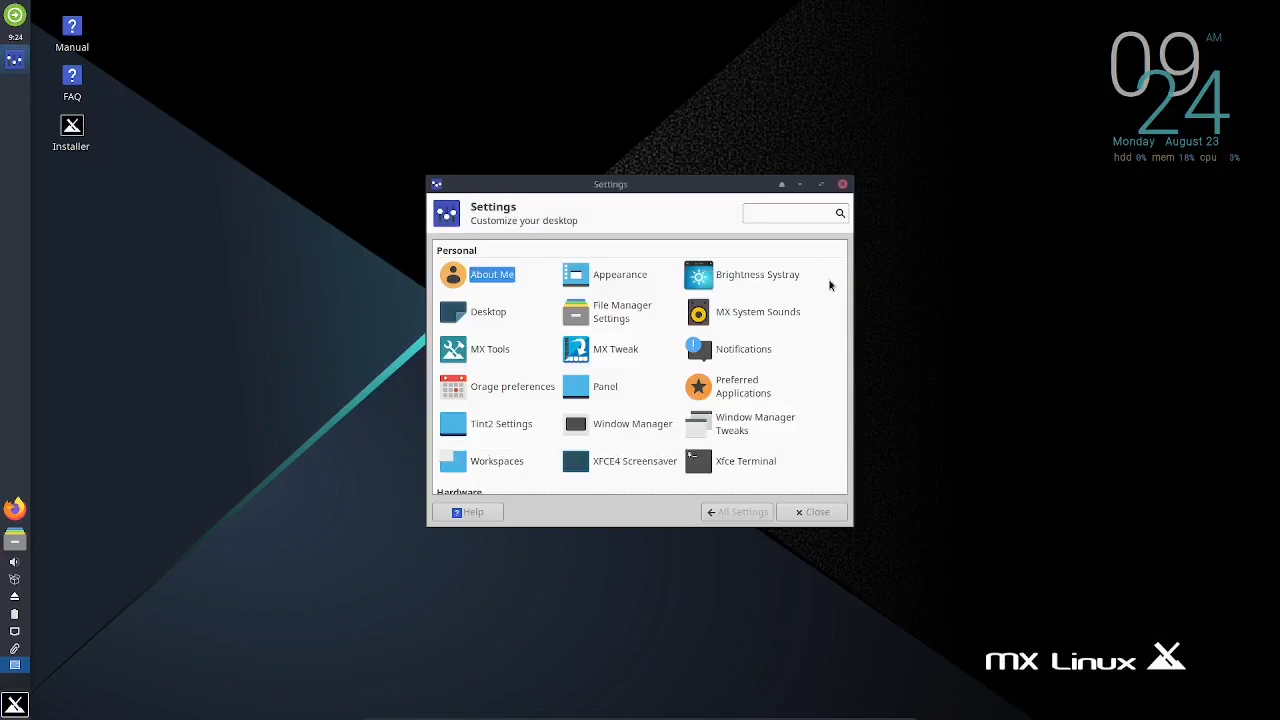 9:24
Manual
FAQ
Installer
09
AM
24
Monday August 23
hdd 0% mem 18% cpu 3%
Settings
Settings
Customize your desktop
Personal
About Me
Appearance
Brightness Systray
Desktop
File Manager
Settings
MX System Sounds
MX Tools
MX Tweak
Notifications
Orage preferences
Panel
Preferred
Applications
Tint2 Settings
Window Manager
Window Manager
Tweaks
Workspaces
XFCE4 Screensaver
Xfce Terminal
Hardware
Help
All Settings
Close
MX Linux